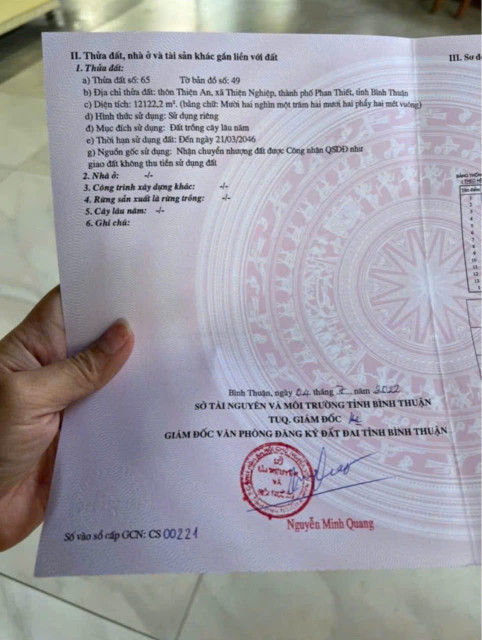 II. Thửa đất, nhà ở và tài sản khác gắn liền với đất
1. Thửa đất:
a) Thửa đất số: 65 Tờ bản đồ số: 49
b) Địa chỉ thửa đất: thôn Thiện An, xã Thiện Nghiệp, thành phố Phan Thiết, tỉnh Bình Thuận
c) Diện tích: 12122,2 m². (bằng chữ: Mười hai nghìn một trăm hai mươi hai phẩy hai mét vuông)
d) Hình thức sử dụng: Sử dụng riêng
đ) Mục đích sử dụng: Đất trồng cây lâu năm
e) Thời hạn sử dụng đất: Đến ngày 21/03/2046
g) Nguồn gốc sử dụng: Nhận chuyển nhượng đất được Công nhận QSDĐ như
giao đất không thu tiền sử dụng đất
2. Nhà ở: -/-
3. Công trình xây dựng khác: -/-
4. Rừng sản xuất là rừng trồng: -/-
5. Cây lâu năm: -/-
6. Ghi chú:
III. Sơ đ
Bình Thuận, ngày 04 tháng 3 năm 2022
SỞ TÀI NGUYÊN VÀ MÔI TRƯỜNG TỈNH BÌNH THUẬN
TUQ. GIÁM ĐỐC
GIÁM ĐỐC VĂN PHÒNG ĐĂNG KÝ ĐẤT ĐAI TỈNH BÌNH THUẬN
SỞ
TÀI NGUYÊN
VÀ
MÔI TRƯỜNG
Nguyễn Minh Quang
Số vào sổ cấp GCN: CS 00221